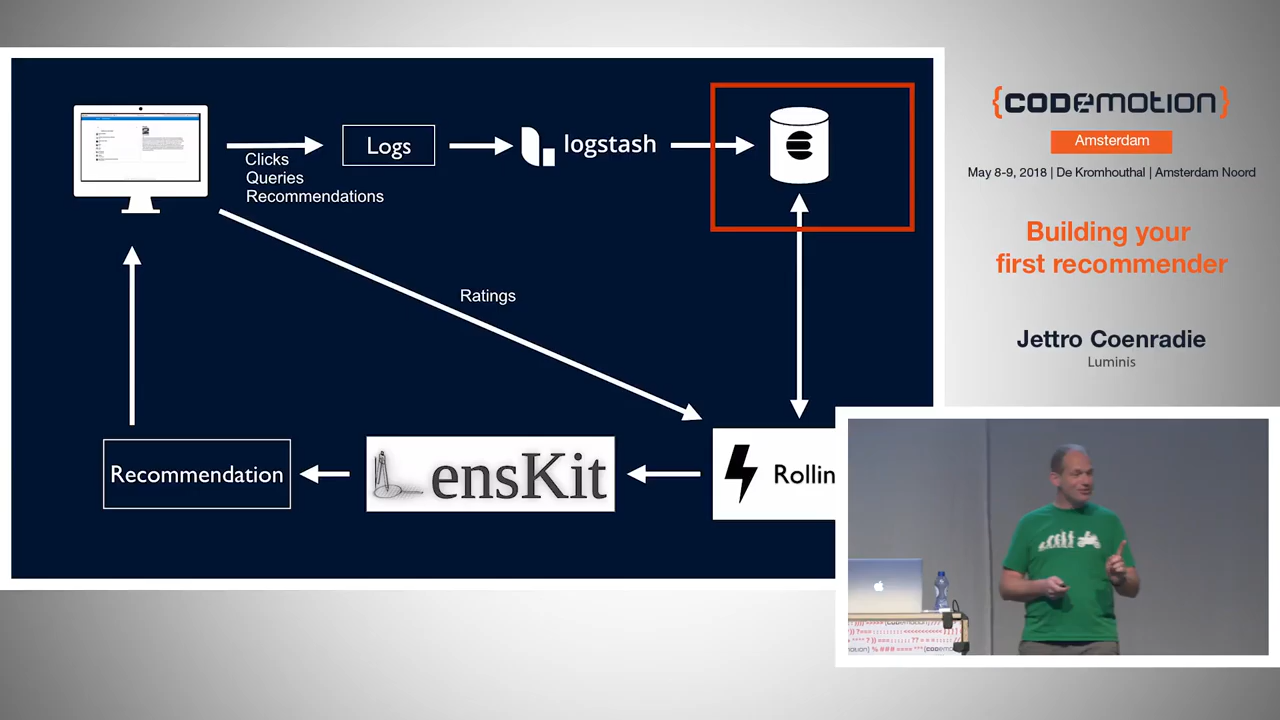 Clicks
Queries
Recommendations
Logs
logstash
Ratings
Recommendation
ensKit
Rollin
{CODEMOTION}
Amsterdam
May 8-9, 2018 | De Kromhouthal | Amsterdam Noord
Building your
first recommender
Jettro Coenradie
Luminis